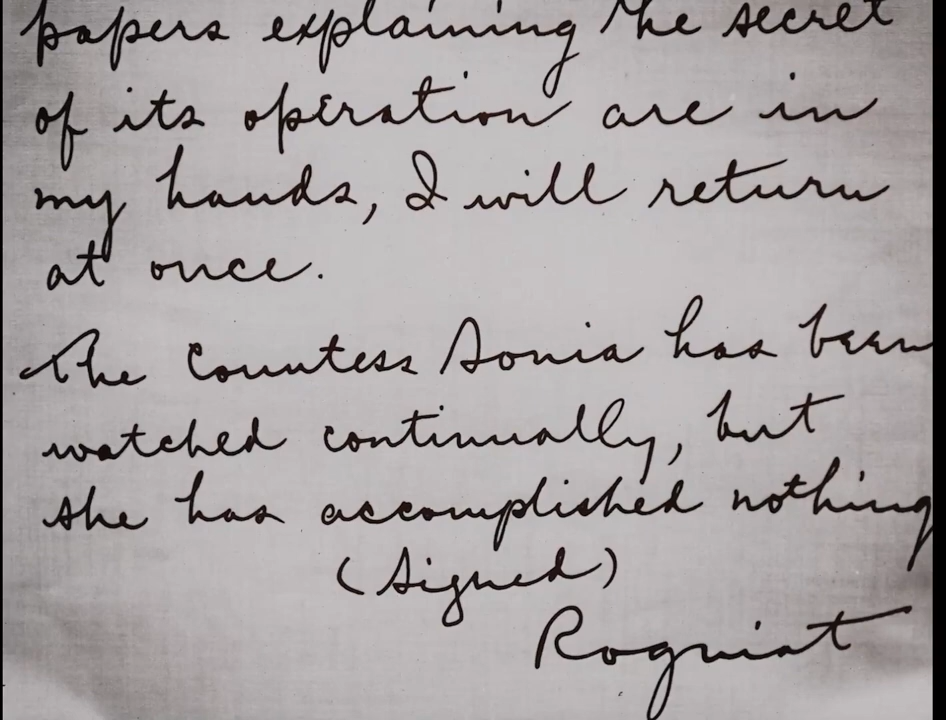 papers explaining the secret
of its operation are in
my hands, I will return
at once.
The Countess Sonia has been
watched continually, but
she has accomplished nothing
(Signed)
Rogniat